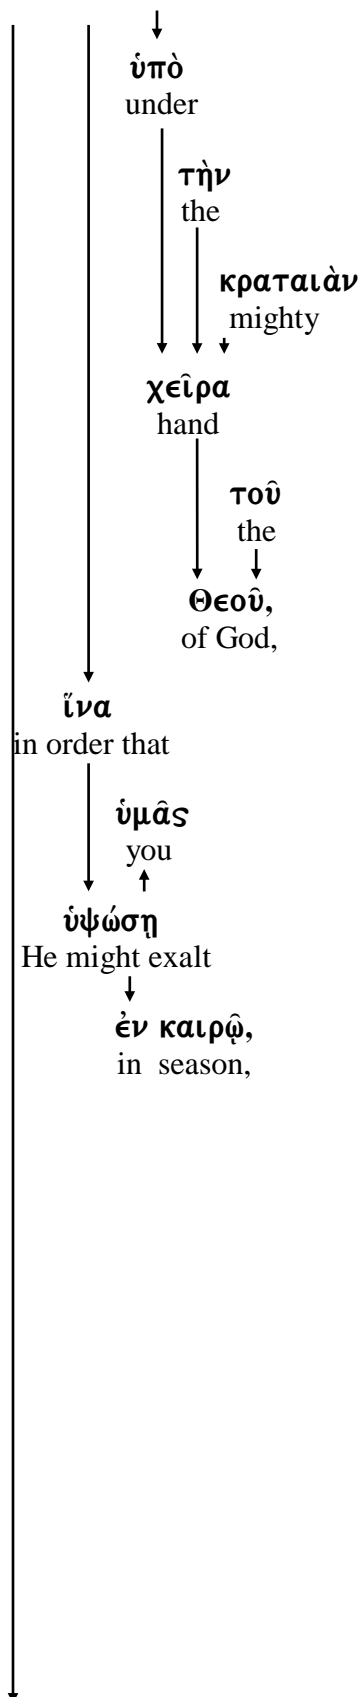 ὑπὸ
under
τὴν
the
κραταιὰν
mighty
χεῖρα
hand
τοῦ
the
Θεοῦ,
of God,
ἵνα
in order that
ὑμᾶς
you
ὑψώσῃ
He might exalt
ἐν καιρῷ,
in season,